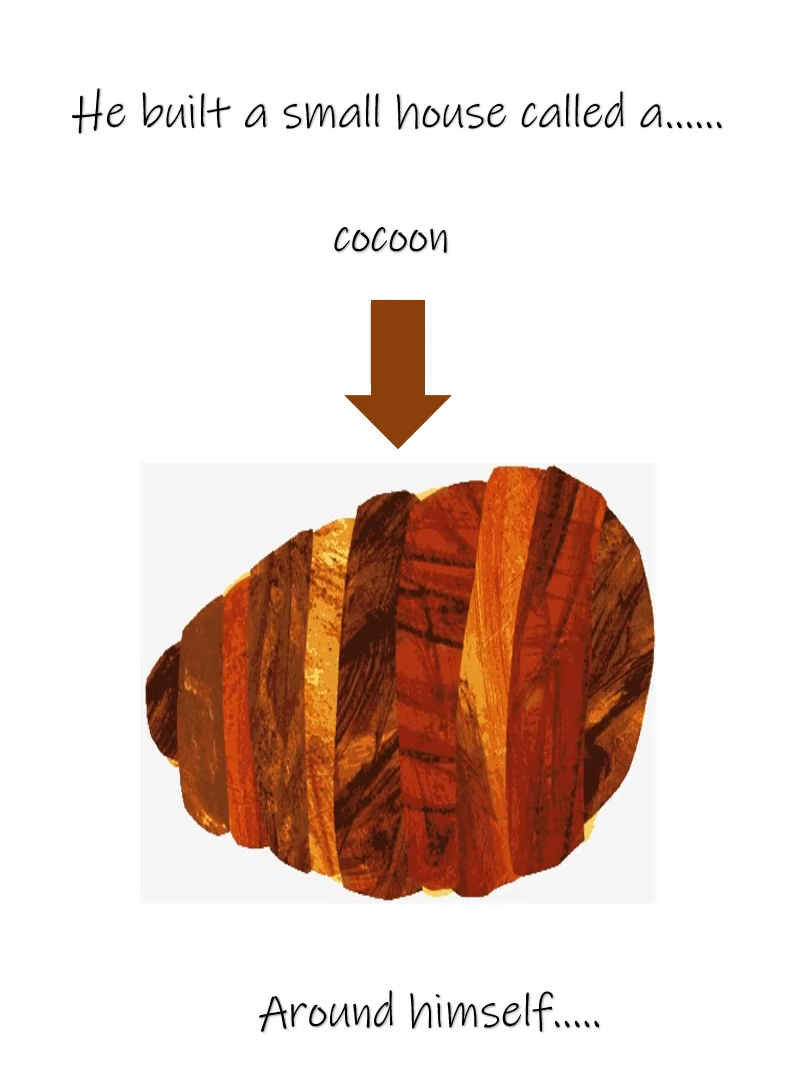 He built a small house called a......
cocoon
Around himself.....